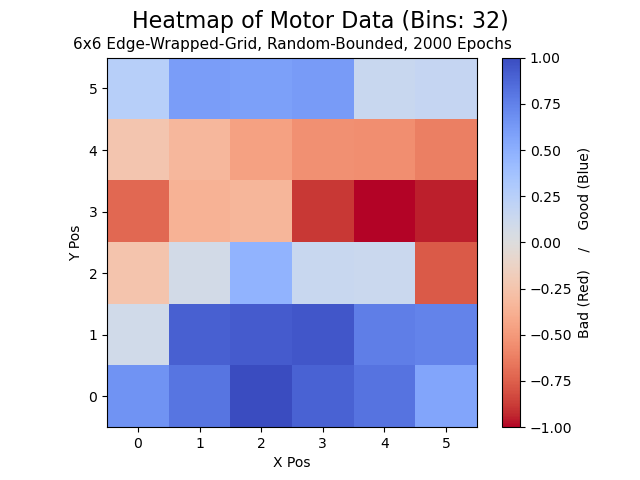 Heatmap of Motor Data (Bins: 32)
6x6 Edge-Wrapped-Grid, Random-Bounded, 2000 Epochs
5
4
3
2
1
0
Y Pos
0 1 2 3 4 5
X Pos
1.00
0.75
0.50
0.25
0.00
−0.25
−0.50
−0.75
−1.00
Bad (Red) / Good (Blue)